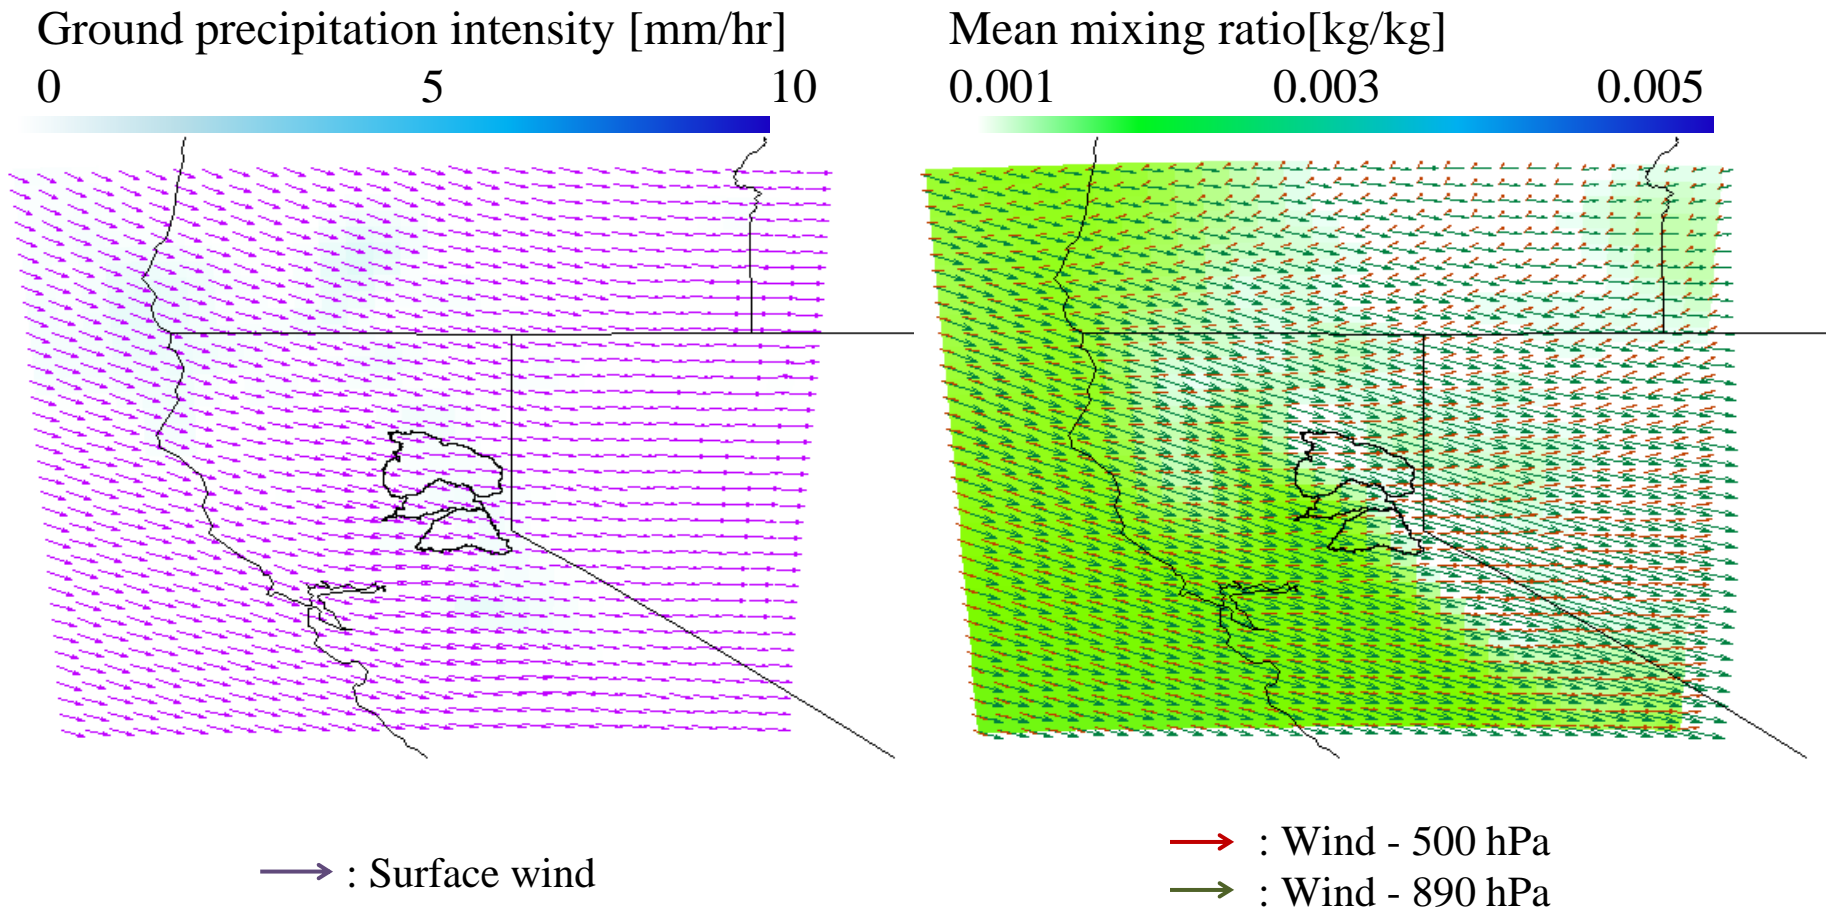 Ground precipitation intensity [mm/hr]
0 5 10
Mean mixing ratio[kg/kg]
0.001 0.003 0.005
: Surface wind
: Wind - 500 hPa
: Wind - 890 hPa